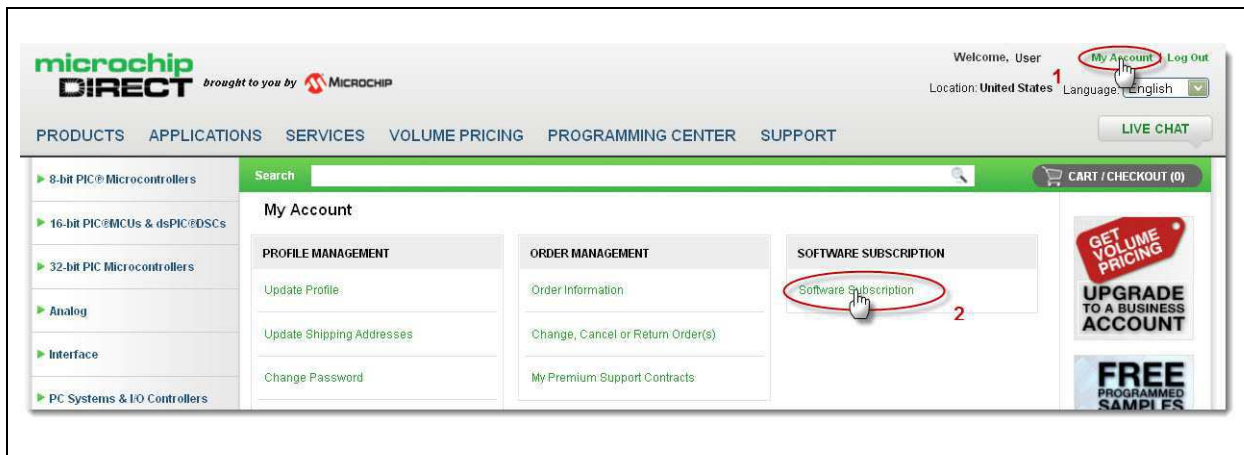 microchip
DIRECT brought to you by MICROCHIP
Welcome, User My Account | Log Out
1
Location: United States Language: English
PRODUCTS APPLICATIONS SERVICES VOLUME PRICING PROGRAMMING CENTER SUPPORT
LIVE CHAT
8-bit PIC® Microcontrollers
16-bit PIC®MCUs & dsPIC®DSCs
32-bit PIC Microcontrollers
Analog
Interface
PC Systems & I/O Controllers
Search
CART / CHECKOUT (0)
My Account
PROFILE MANAGEMENT
Update Profile
Update Shipping Addresses
Change Password
ORDER MANAGEMENT
Order Information
Change, Cancel or Return Order(s)
My Premium Support Contracts
SOFTWARE SUBSCRIPTION
Software Subscription
2
GET
VOLUME
PRICING
UPGRADE
TO A BUSINESS
ACCOUNT
FREE
PROGRAMMED
SAMPLES